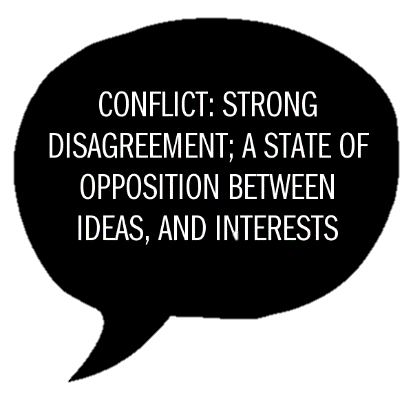 CONFLICT: STRONG
DISAGREEMENT; A STATE OF
OPPOSITION BETWEEN
IDEAS, AND INTERESTS